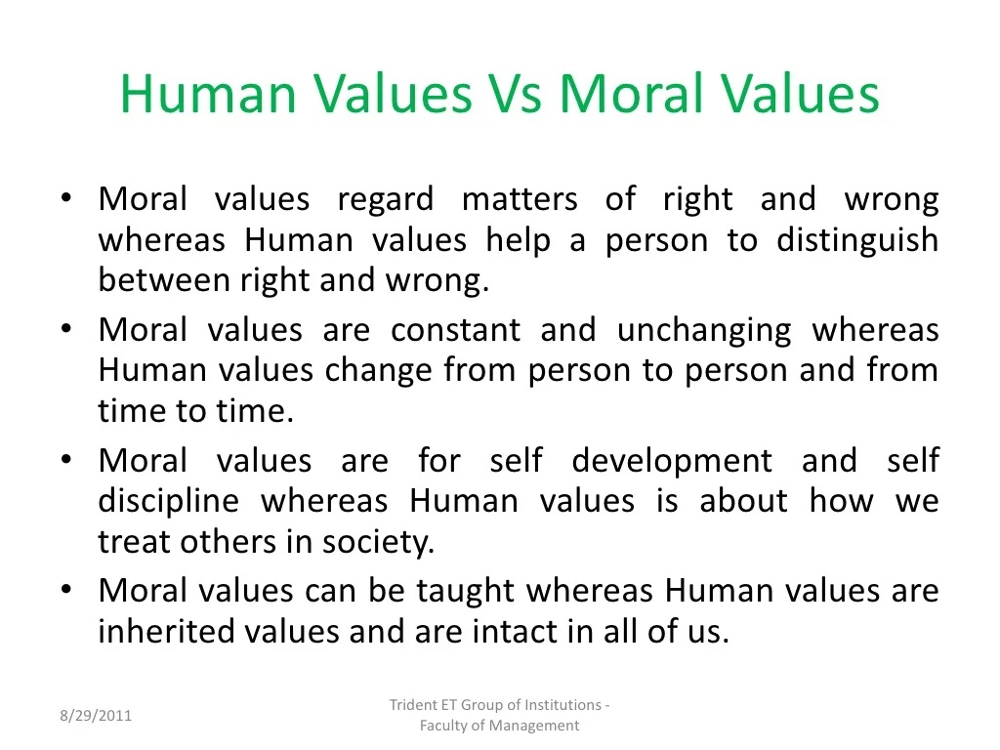 Human Values Vs Moral Values
• Moral values regard matters of right and wrong
whereas Human values help a person to distinguish
between right and wrong.
• Moral values are constant and unchanging whereas
Human values change from person to person and from
time to time.
• Moral values are for self development and self
discipline whereas Human values is about how we
treat others in society.
• Moral values can be taught whereas Human values are
inherited values and are intact in all of us.
8/29/2011
Trident ET Group of Institutions -
Faculty of Management